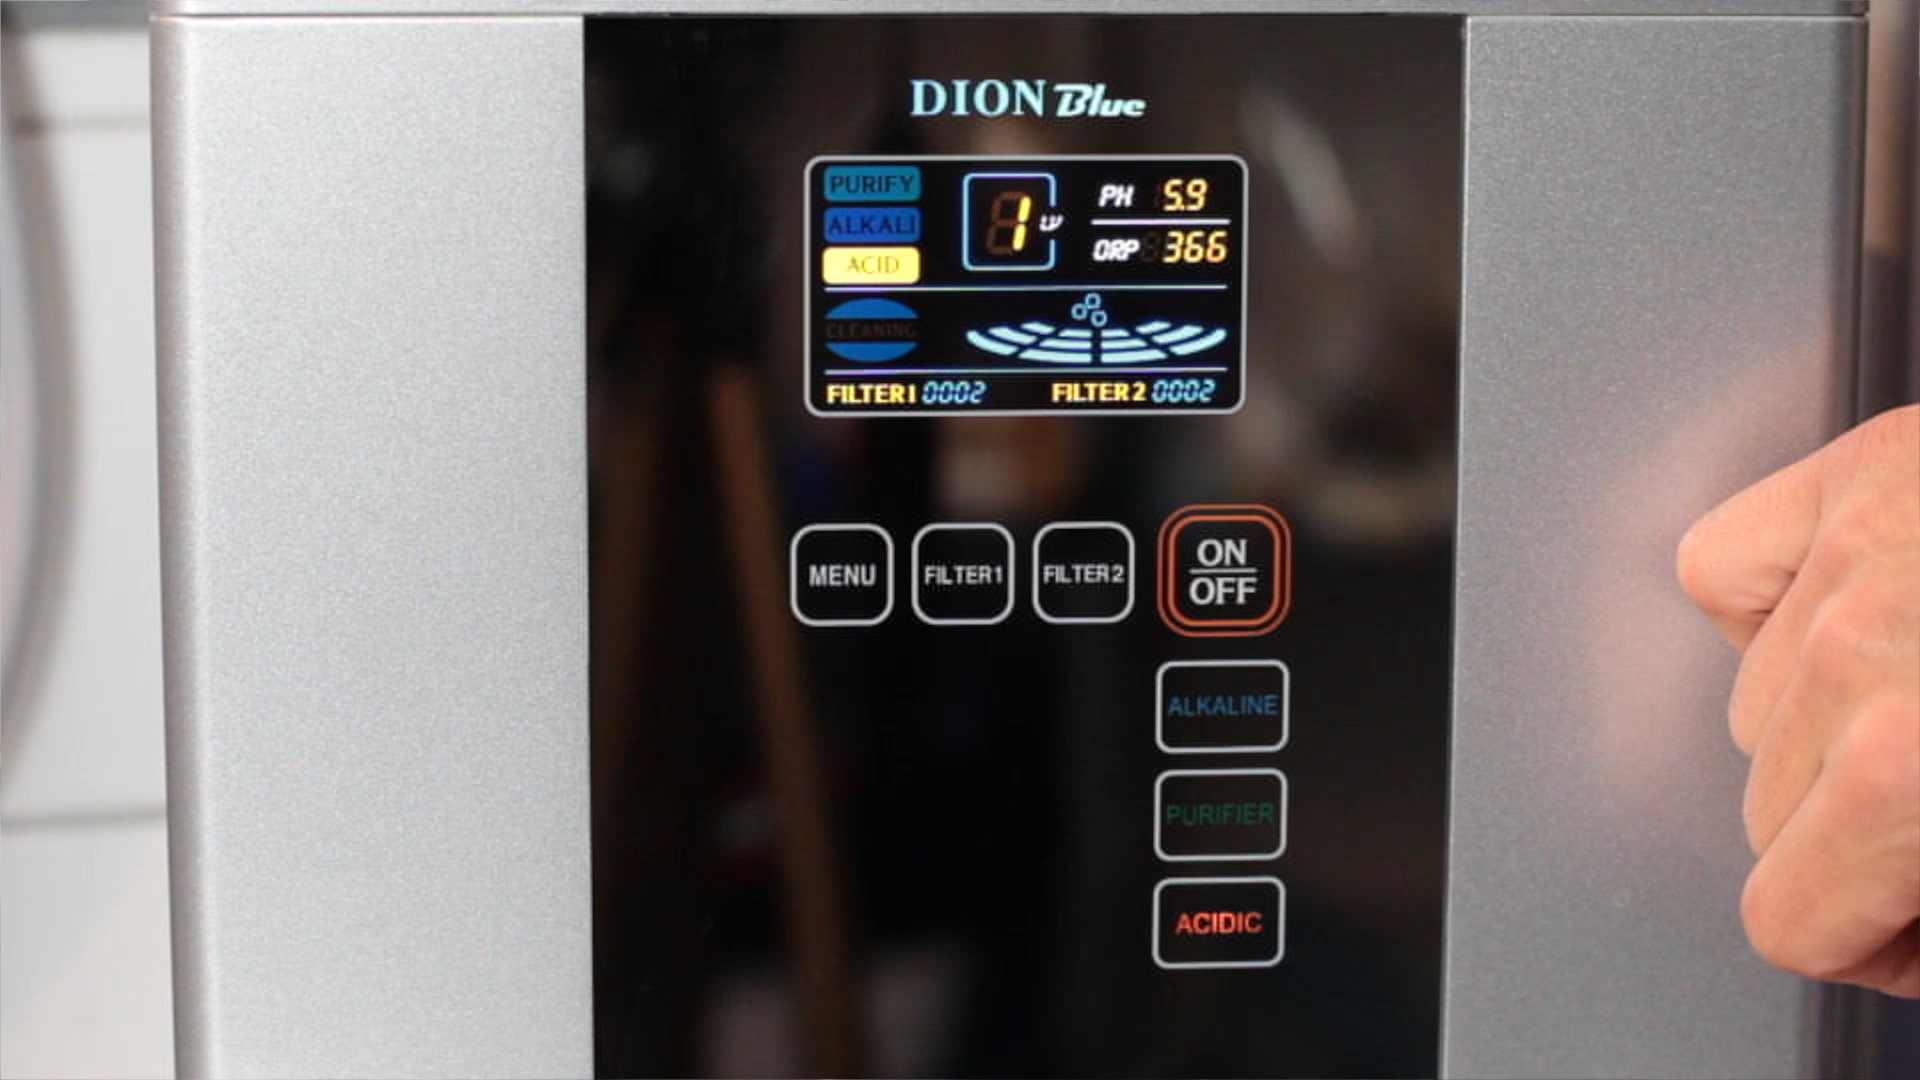 DION Blue
PURIFY
ALKALI
ACID
1 LV
PH 5.9
ORP 366
CLEANING
FILTER1 0002 FILTER2 0002
MENU FILTER1 FILTER2 ON
OFF
ALKALINE
PURIFIER
ACIDIC